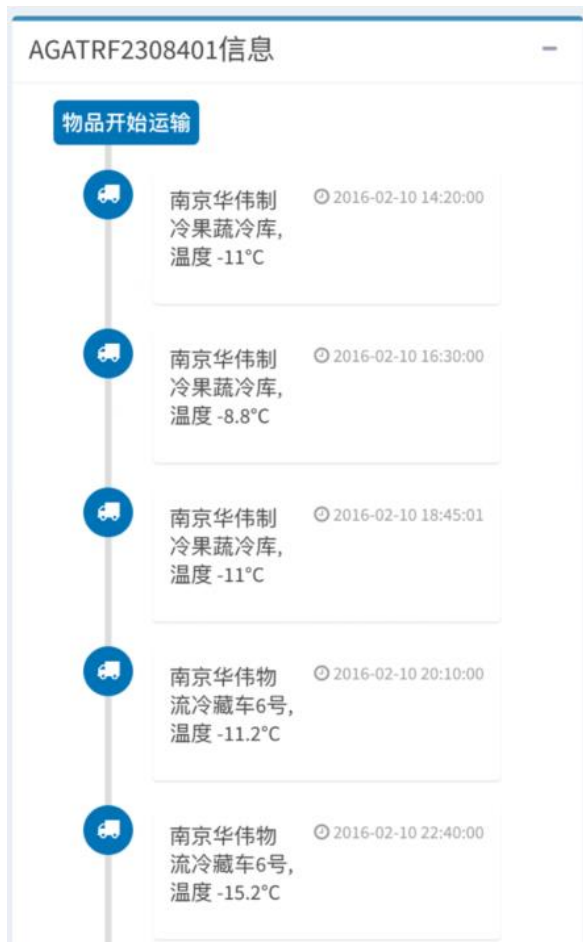 AGATRF2308401信息
物品开始运输
南京华伟制 2016-02-10 14:20:00
冷果蔬冷库,
温度 -11°C
南京华伟制 2016-02-10 16:30:00
冷果蔬冷库,
温度 -8.8°C
南京华伟制 2016-02-10 18:45:01
冷果蔬冷库,
温度 -11°C
南京华伟物 2016-02-10 20:10:00
流冷藏车6号,
温度 -11.2°C
南京华伟物 2016-02-10 22:40:00
流冷藏车6号,
温度 -15.2°C